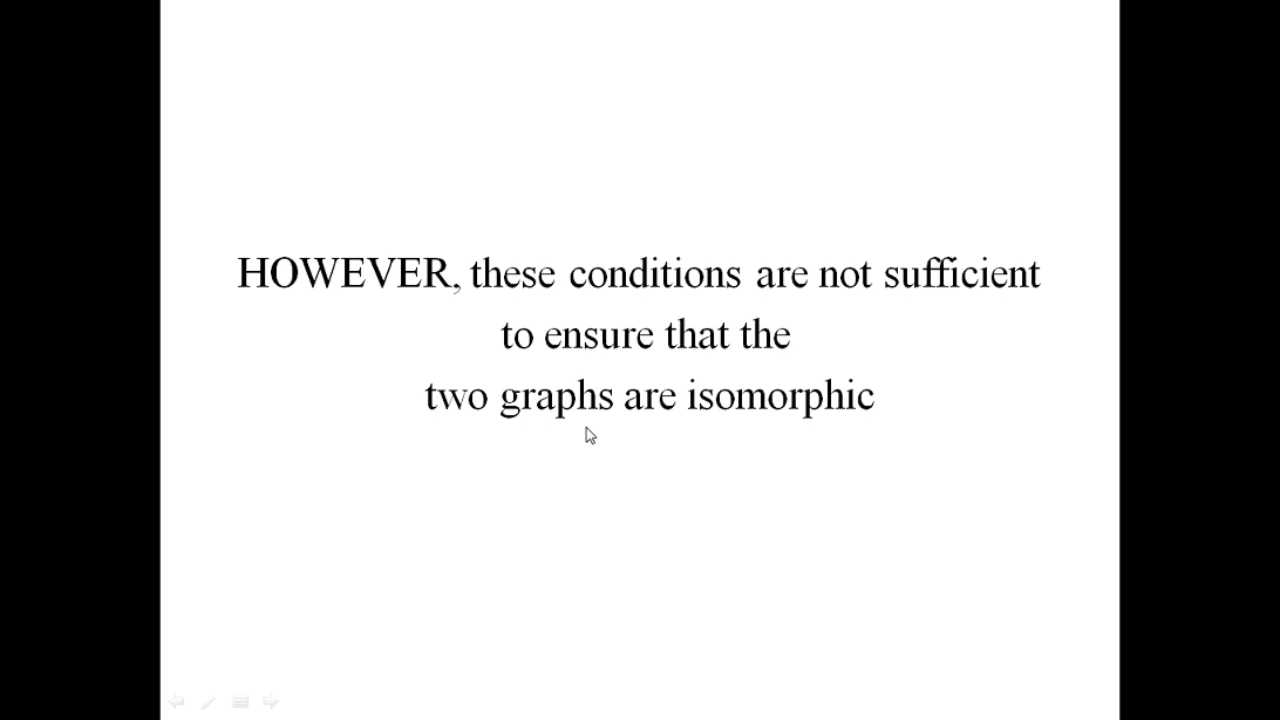 HOWEVER, these conditions are not sufficient
to ensure that the
two graphs are isomorphic